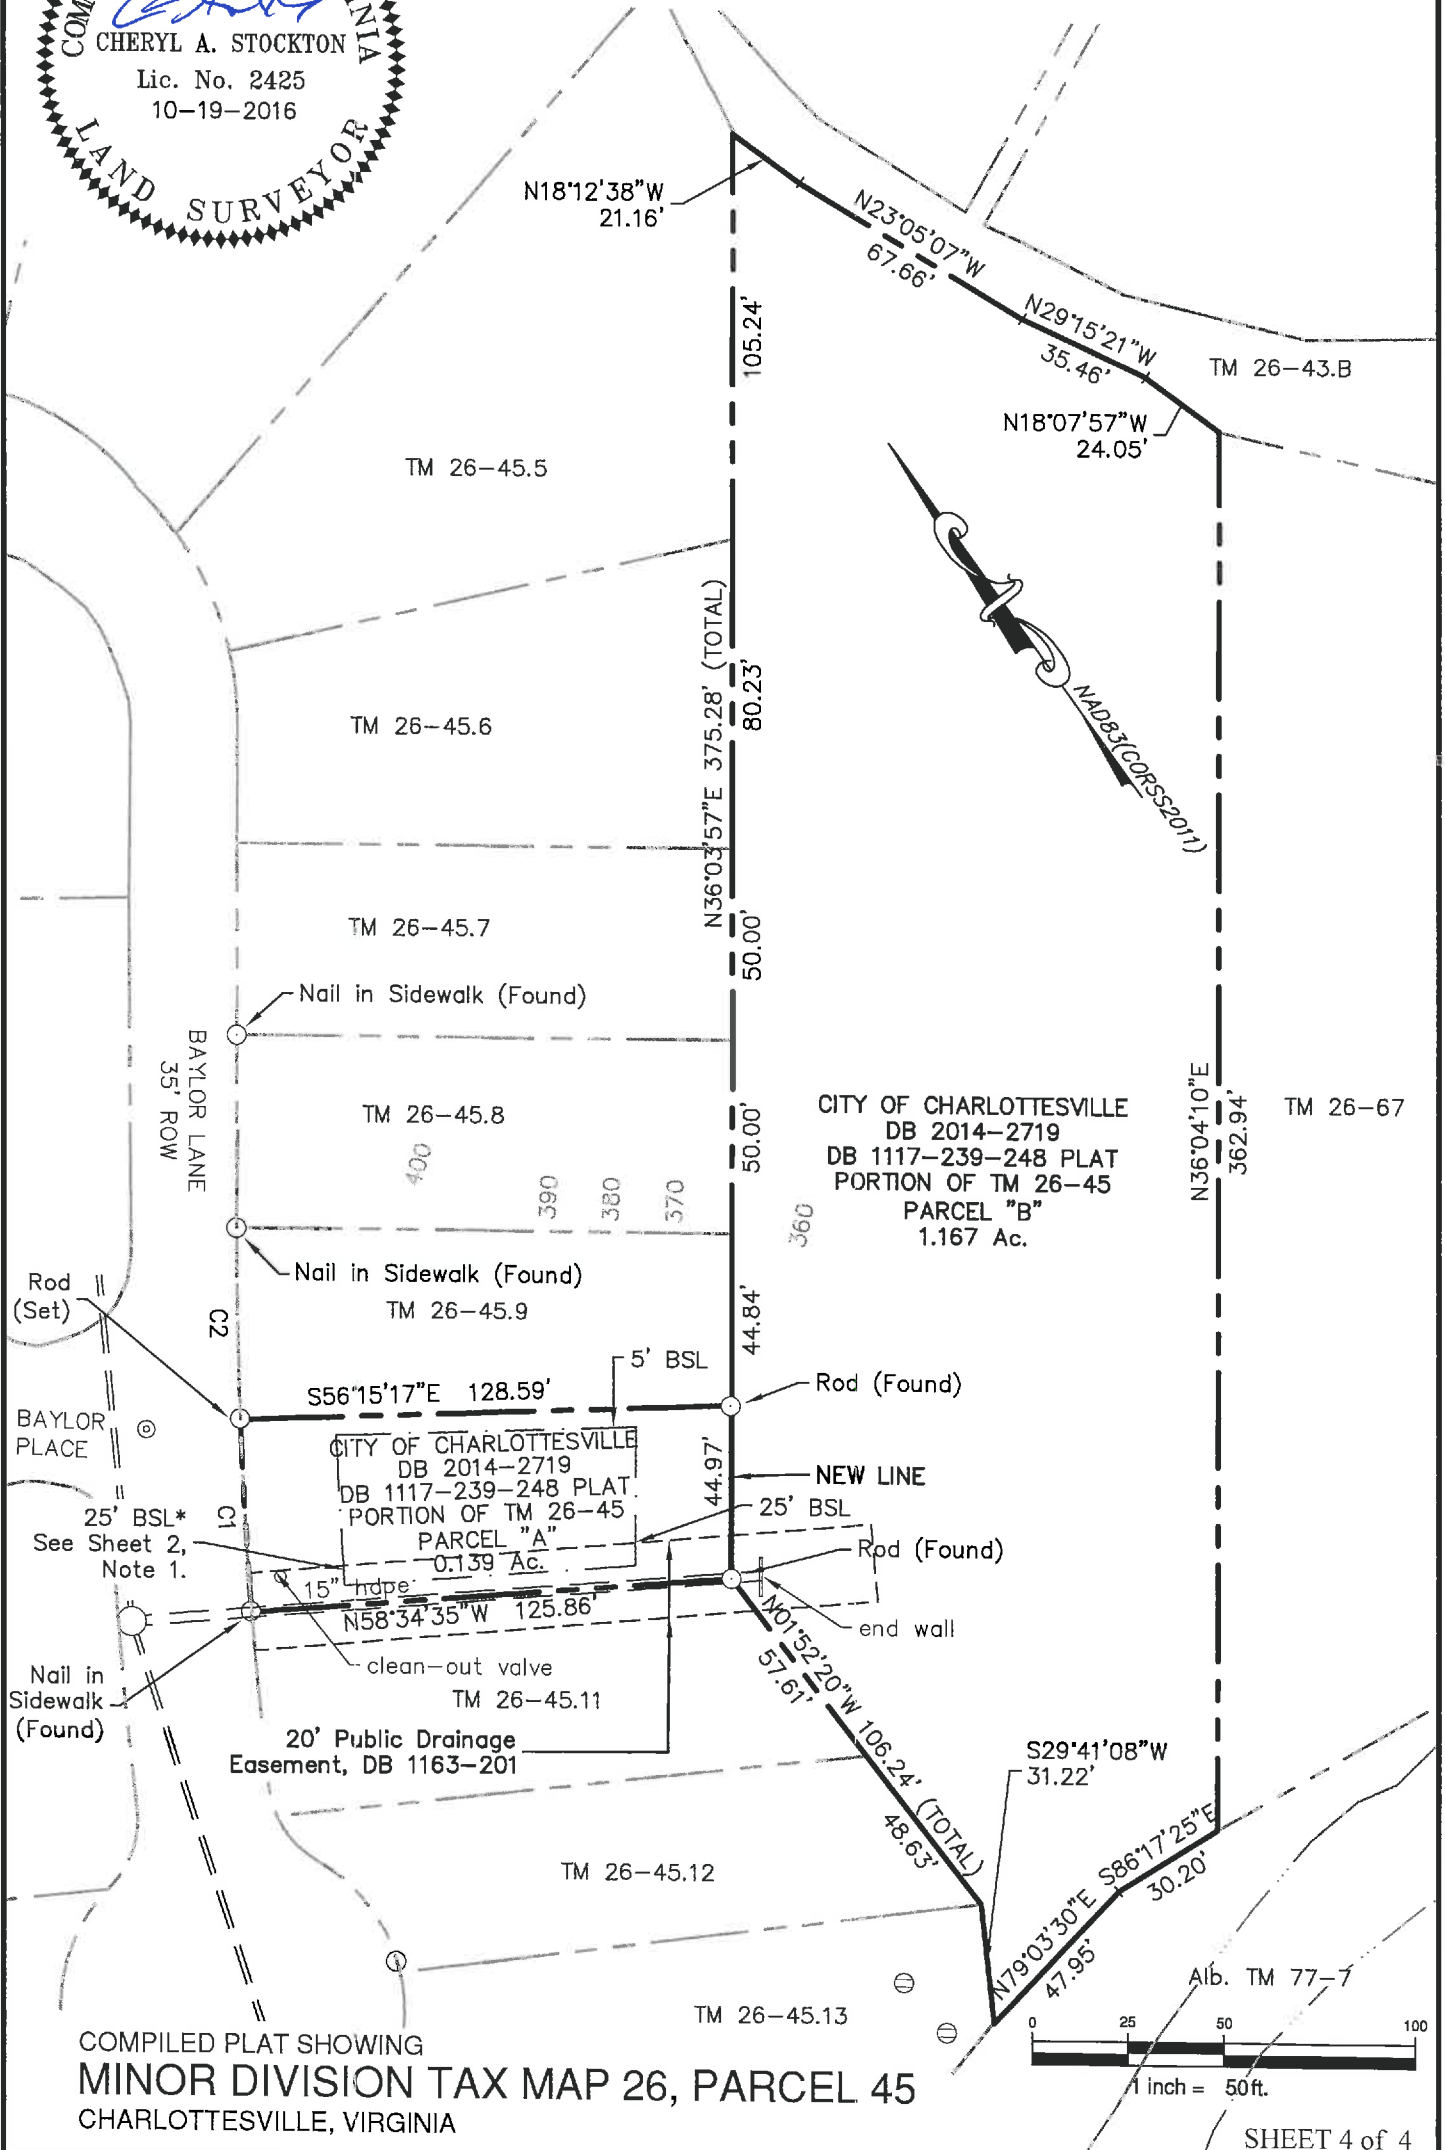 COM
INIA
CHERYL A. STOCKTON
Lic. No. 2425
10-19-2016
LAND SURVEYOR
N18°12'38"W
21.16'
N23°05'07"W
67.66'
N29°15'21"W
35.46'
TM 26-43.B
N18°07'57"W
24.05'
105.24'
TM 26-45.5
NAD83(CORSS2011)
N36°03'57"E 375.28' (TOTAL)
80.23'
TM 26-45.6
TM 26-45.7
50.00'
Nail in Sidewalk (Found)
BAYLOR LANE
35' ROW
TM 26-45.8
50.00'
400
390
380
370
360
CITY OF CHARLOTTESVILLE
DB 2014-2719
DB 1117-239-248 PLAT
PORTION OF TM 26-45
PARCEL "B"
1.167 Ac.
N36°04'10"E
362.94'
TM 26-67
Nail in Sidewalk (Found)
Rod
(Set)
C2
TM 26-45.9
44.84'
5' BSL
S56°15'17"E 128.59'
Rod (Found)
BAYLOR
PLACE
CITY OF CHARLOTTESVILLE
DB 2014-2719
DB 1117-239-248 PLAT
PORTION OF TM 26-45
PARCEL "A"
0.139 Ac.
44.97'
NEW LINE
25' BSL
25' BSL*
See Sheet 2,
Note 1.
C1
Rod (Found)
15" hdpe
N58°34'35"W 125.86'
end wall
clean-out valve
N01°52'20"W 106.24' (TOTAL)
57.61'
48.63'
Nail in
Sidewalk
(Found)
TM 26-45.11
20' Public Drainage
Easement, DB 1163-201
S29°41'08"W
31.22'
TM 26-45.12
S86°17'25"E
30.20'
N79°03'30"E
47.95'
Alb. TM 77-7
TM 26-45.13
0 25 50 100
1 inch = 50ft.
COMPILED PLAT SHOWING
MINOR DIVISION TAX MAP 26, PARCEL 45
CHARLOTTESVILLE, VIRGINIA
SHEET 4 of 4